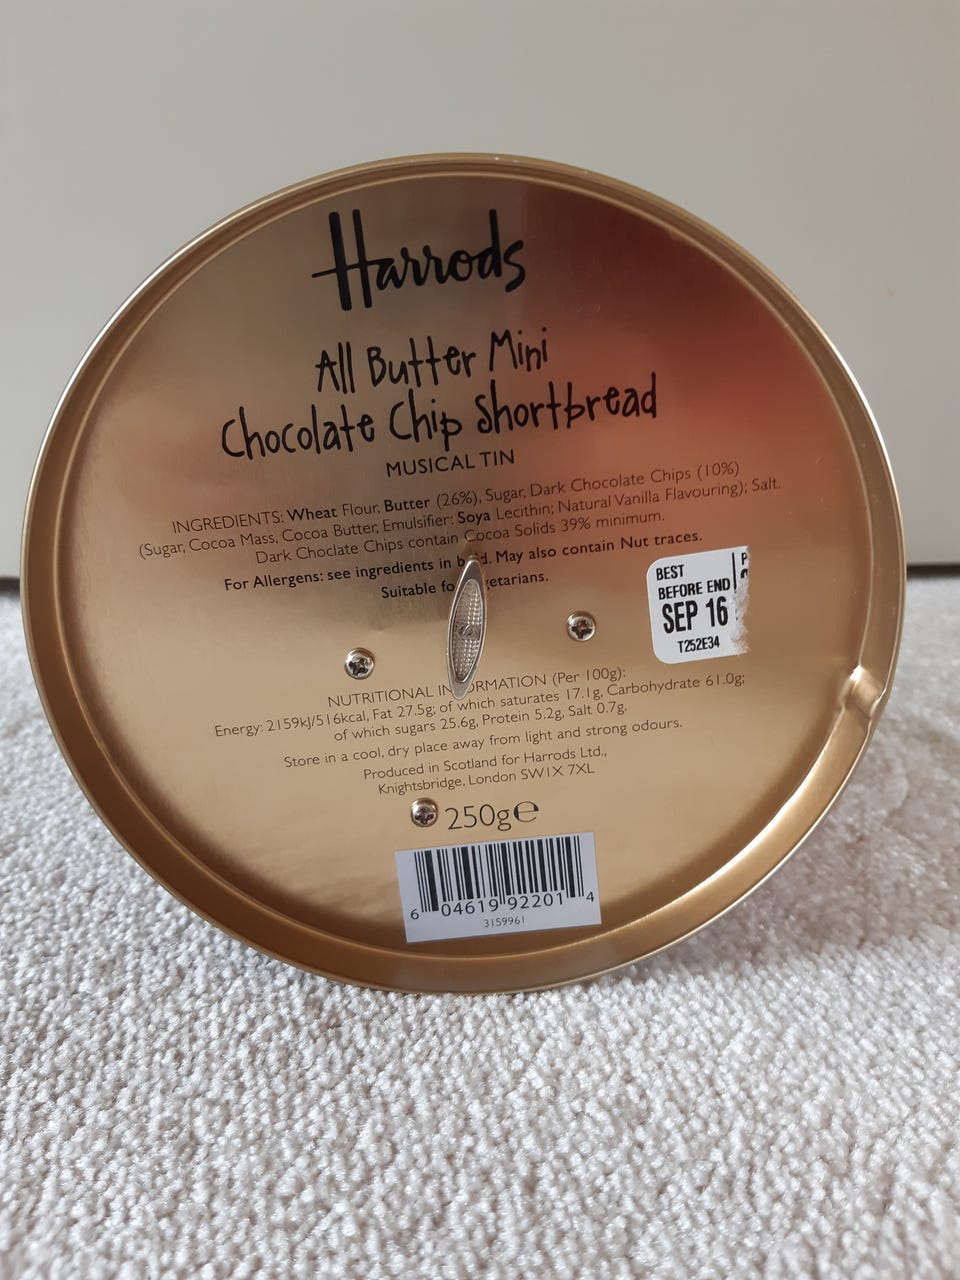 Harrods
All Butter Mini
Chocolate Chip Shortbread
MUSICAL TIN
INGREDIENTS: Wheat Flour, Butter (26%), Sugar, Dark Chocolate Chips (10%)
(Sugar, Cocoa Mass, Cocoa Butter, Emulsifier: Soya Lecithin; Natural Vanilla Flavouring); Salt.
Dark Choclate Chips contain Cocoa Solids 39% minimum.
For Allergens: see ingredients in b d. May also contain Nut traces.
Suitable fo getarians.
BEST
BEFORE END
SEP 16
T252E34
NUTRITIONAL IN ORMATION (Per 100g):
Energy: 2159kJ/516kcal, Fat 27.5g; of which saturates 17.1g, Carbohydrate 61.0g;
of which sugars 25.6g, Protein 5.2g, Salt 0.7g.
Store in a cool, dry place away from light and strong odours.
Produced in Scotland for Harrods Ltd.,
Knightsbridge, London SW1X 7XL
250g℮
6 04619 92201 4
3159961